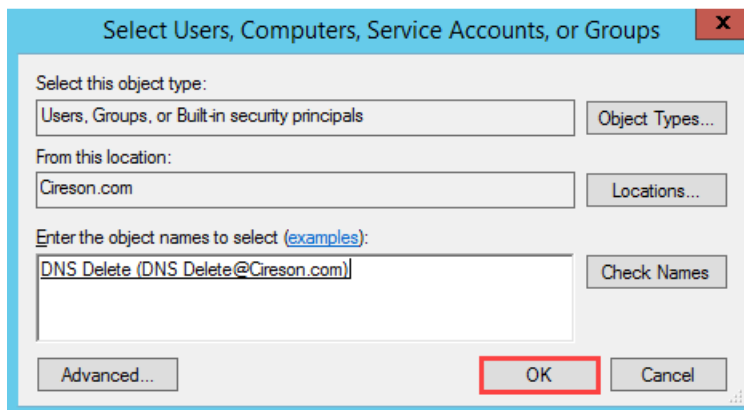 Select Users, Computers, Service Accounts, or Groups
x
Select this object type:
Users, Groups, or Built-in security principals
Object Types...
From this location:
Cireson.com
Locations...
Enter the object names to select (examples):
DNS Delete (DNS Delete@Cireson.com)
Check Names
Advanced...
OK
Cancel